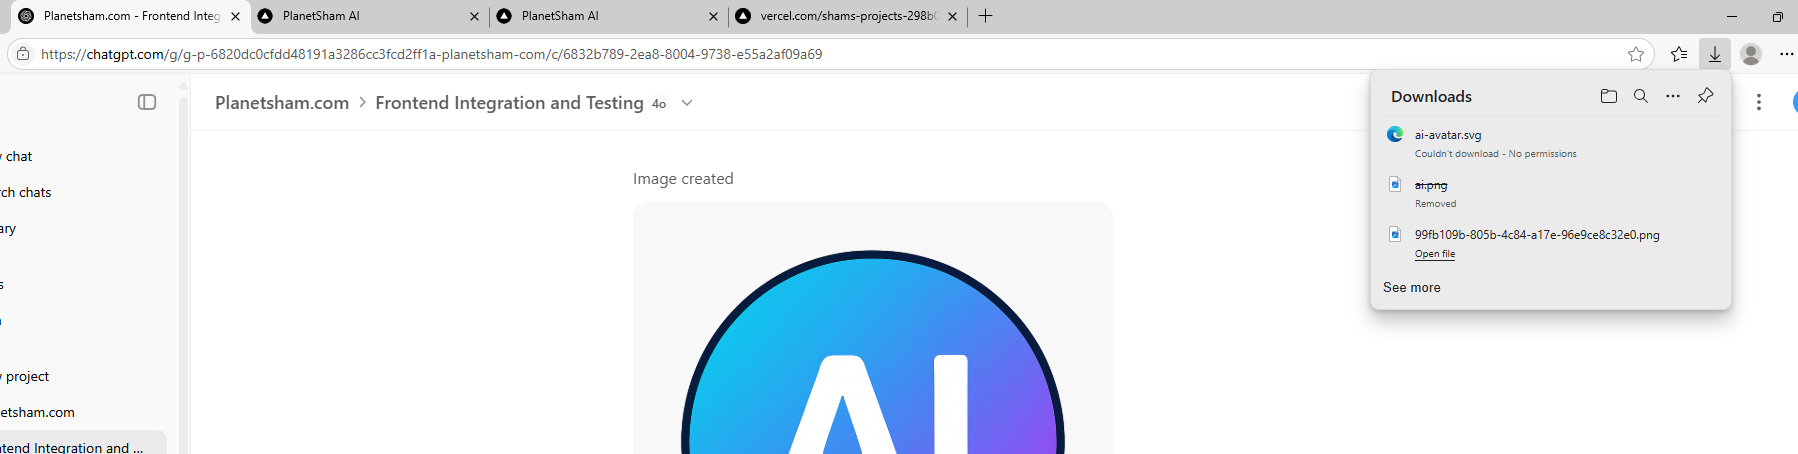 Planetsham.com - Frontend Integ
PlanetSham AI
PlanetSham AI
vercel.com/shams-projects-298b
https://chatgpt.com/g/g-p-6820dc0cfdd48191a3286cc3fcd2ff1a-planetsham-com/c/6832b789-2ea8-8004-9738-e55a2af09a69
Planetsham.com > Frontend Integration and Testing 4o
Downloads
ai-avatar.svg
Couldn't download - No permissions
ai.png
Removed
99fb109b-805b-4c84-a17e-96e9ce8c32e0.png
Open file
See more
w chat
rch chats
ary
s
w project
etsham.com
ntend Integration and ...
Image created
AI